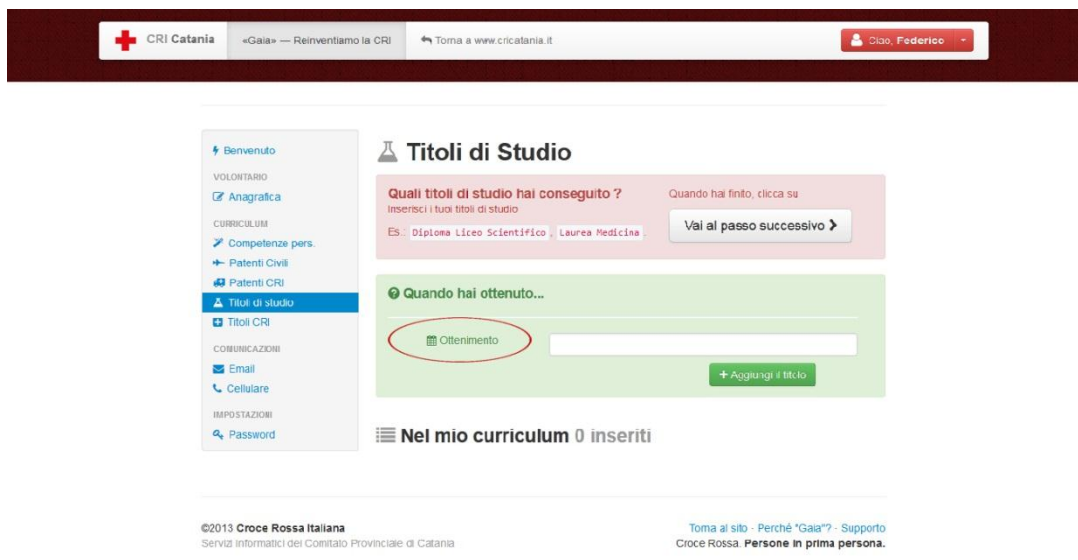 CRI Catania
«Gaia» — Reinventiamo la CRI
Torna a www.cricatania.it
Ciao, Federico
Benvenuto
VOLONTARIO
Anagrafica
CURRICULUM
Competenze pers.
Patenti Civili
Patenti CRI
Titoli di studio
Titoli CRI
COMUNICAZIONI
Email
Cellulare
IMPOSTAZIONI
Password
Titoli di Studio
Quali titoli di studio hai conseguito ?
Inserisci i tuoi titoli di studio
Es.: Diploma Liceo Scientifico , Laurea Medicina .
Quando hai finito, clicca su
Vai al passo successivo
Quando hai ottenuto...
Ottenimento
+ Aggiungi il titolo
Nel mio curriculum 0 inseriti
©2013 Croce Rossa Italiana
Servizi informatici del Comitato Provinciale di Catania
Torna al sito - Perché "Gaia"? - Supporto
Croce Rossa. Persone in prima persona.